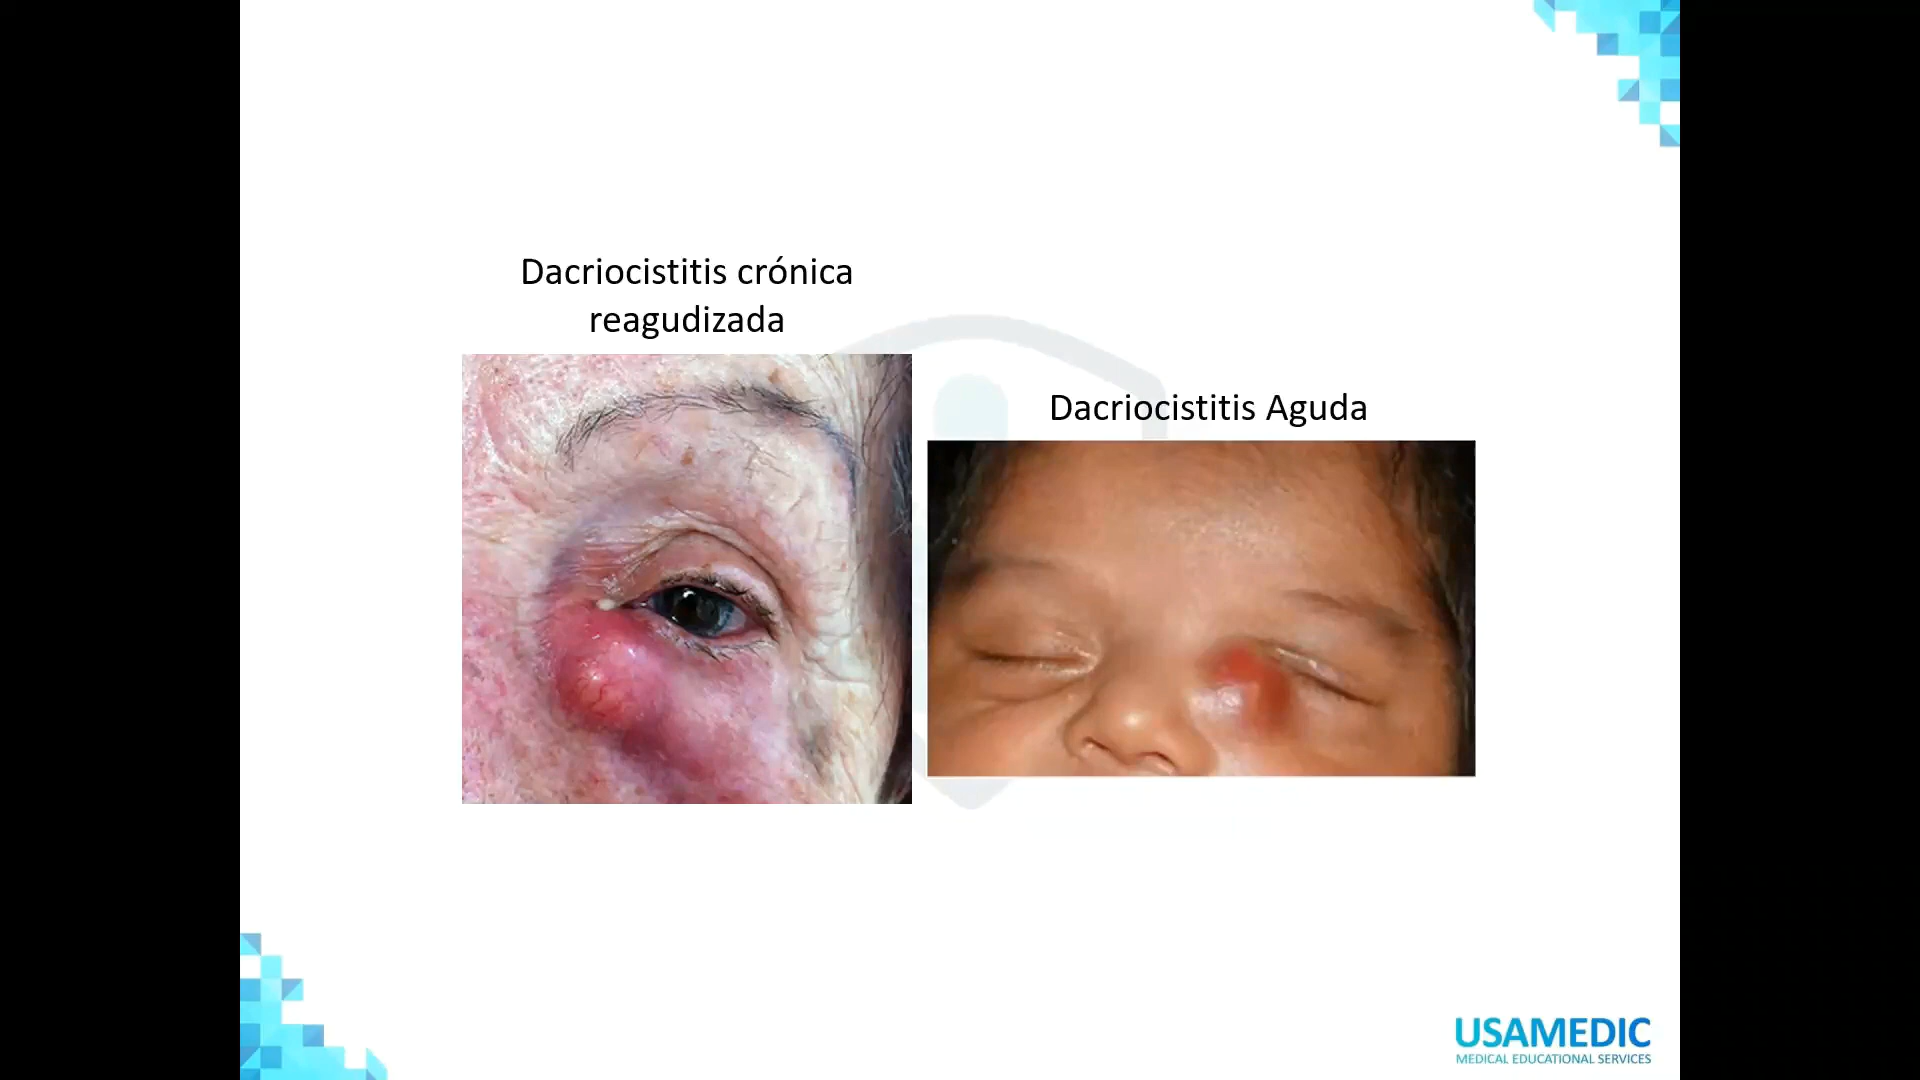 Dacriocistitis crónica
reagudizada
Dacriocistitis Aguda
USAMEDIC
MEDICAL EDUCATIONAL SERVICES